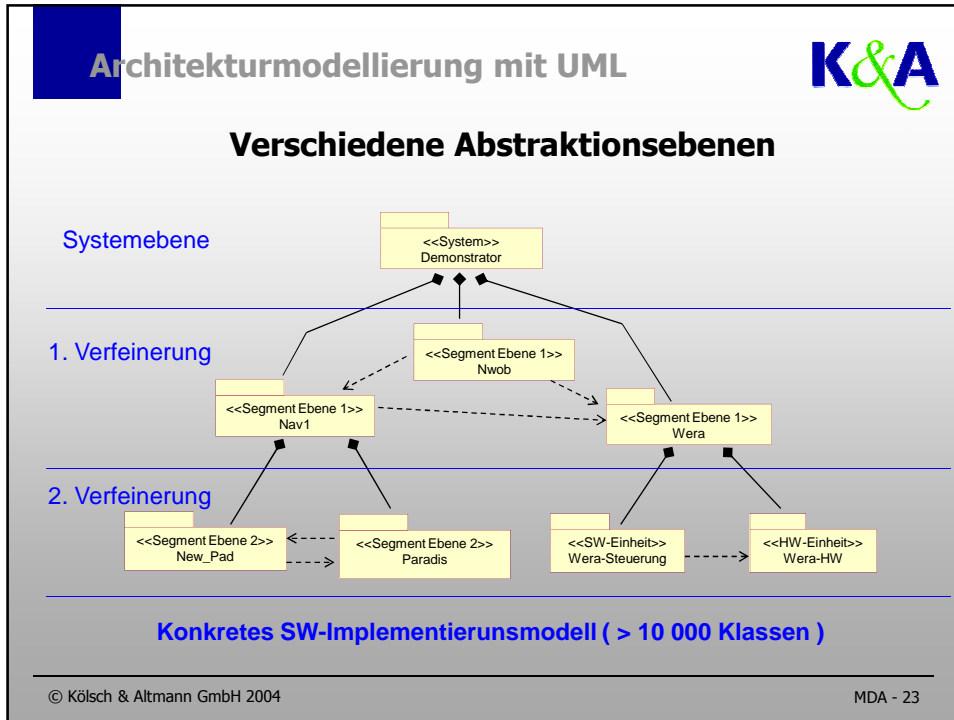 Architekturmodellierung mit UML
K&A
Verschiedene Abstraktionsebenen
Systemebene
<<System>>
Demonstrator
1. Verfeinerung
<<Segment Ebene 1>>
Nwob
<<Segment Ebene 1>>
Nav1
<<Segment Ebene 1>>
Wera
2. Verfeinerung
<<Segment Ebene 2>>
New_Pad
<<Segment Ebene 2>>
Paradis
<<SW-Einheit>>
Wera-Steuerung
<<HW-Einheit>>
Wera-HW
Konkretes SW-Implementierunsmodell ( > 10 000 Klassen )
© Kölsch & Altmann GmbH 2004
MDA - 23